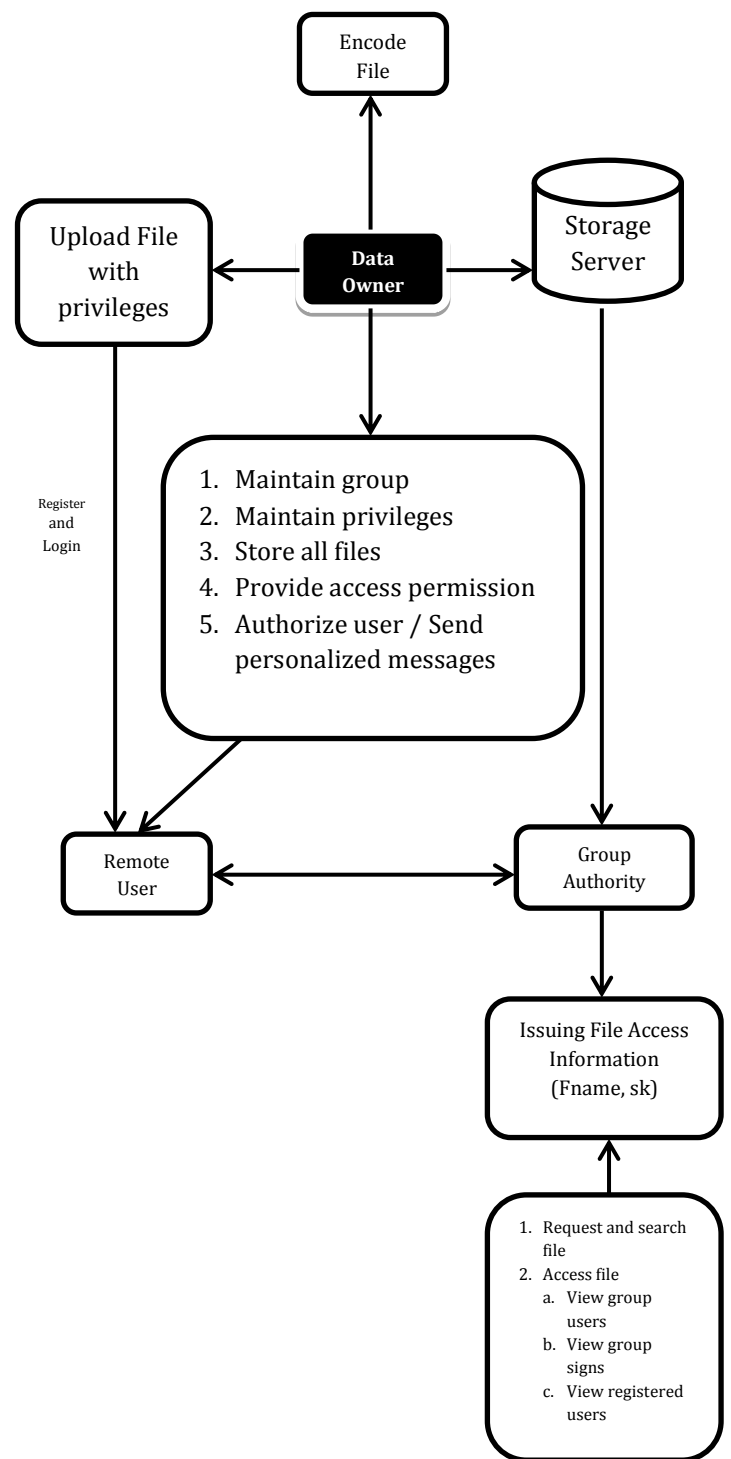 Encode
File
Upload File
with
privileges
Data
Owner
Storage
Server
Register
and
Login
1. Maintain group
2. Maintain privileges
3. Store all files
4. Provide access permission
5. Authorize user / Send
personalized messages
Remote
User
Group
Authority
Issuing File Access
Information
(Fname, sk)
1. Request and search
file
2. Access file
a. View group
users
b. View group
signs
c. View registered
users